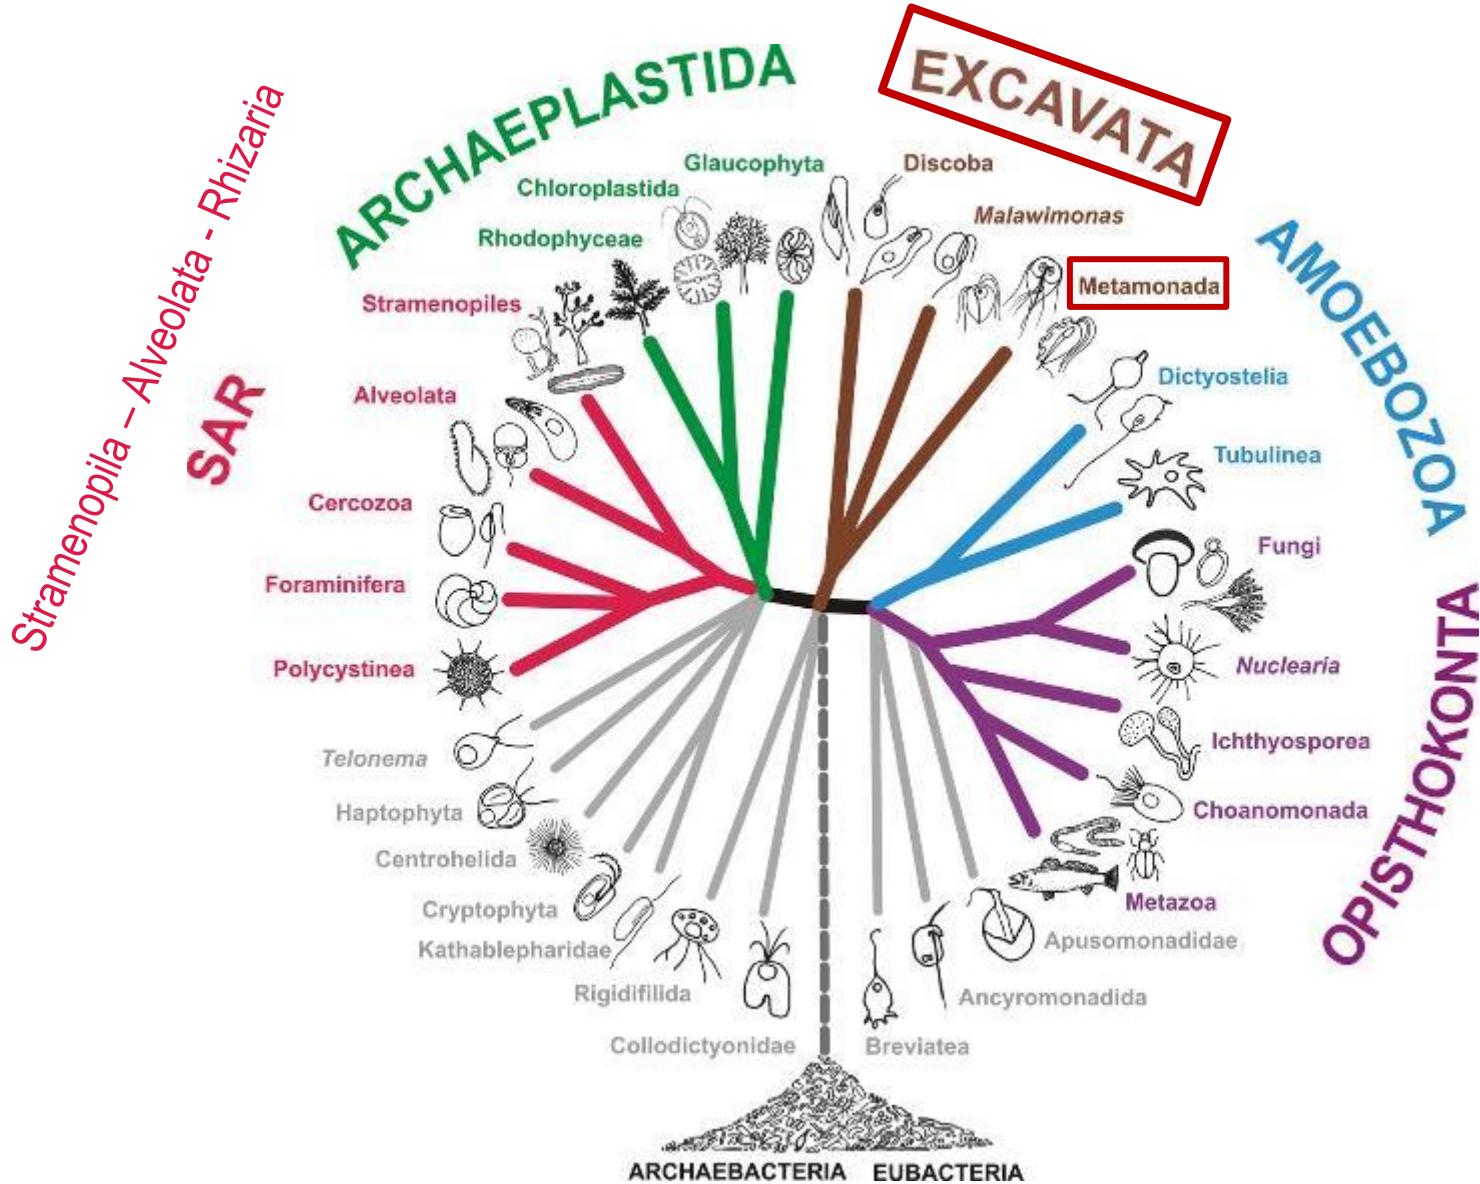 Stramenopila – Alveolata - Rhizaria
SAR
ARCHAEPLASTIDA
EXCAVATA
AMOEBOZOA
OPISTHOKONTA
Glaucophyta
Chloroplastida
Rhodophyceae
Stramenopiles
Alveolata
Cercozoa
Foraminifera
Polycystinea
Telonema
Haptophyta
Centrohelida
Cryptophyta
Kathablepharidae
Rigidifilida
Collodictyonidae
Discoba
Malawimonas
Metamonada
Dictyostelia
Tubulinea
Fungi
Nuclearia
Ichthyosporea
Choanomonada
Metazoa
Apusomonadidae
Ancyromonadida
Breviatea
ARCHAEBACTERIA EUBACTERIA